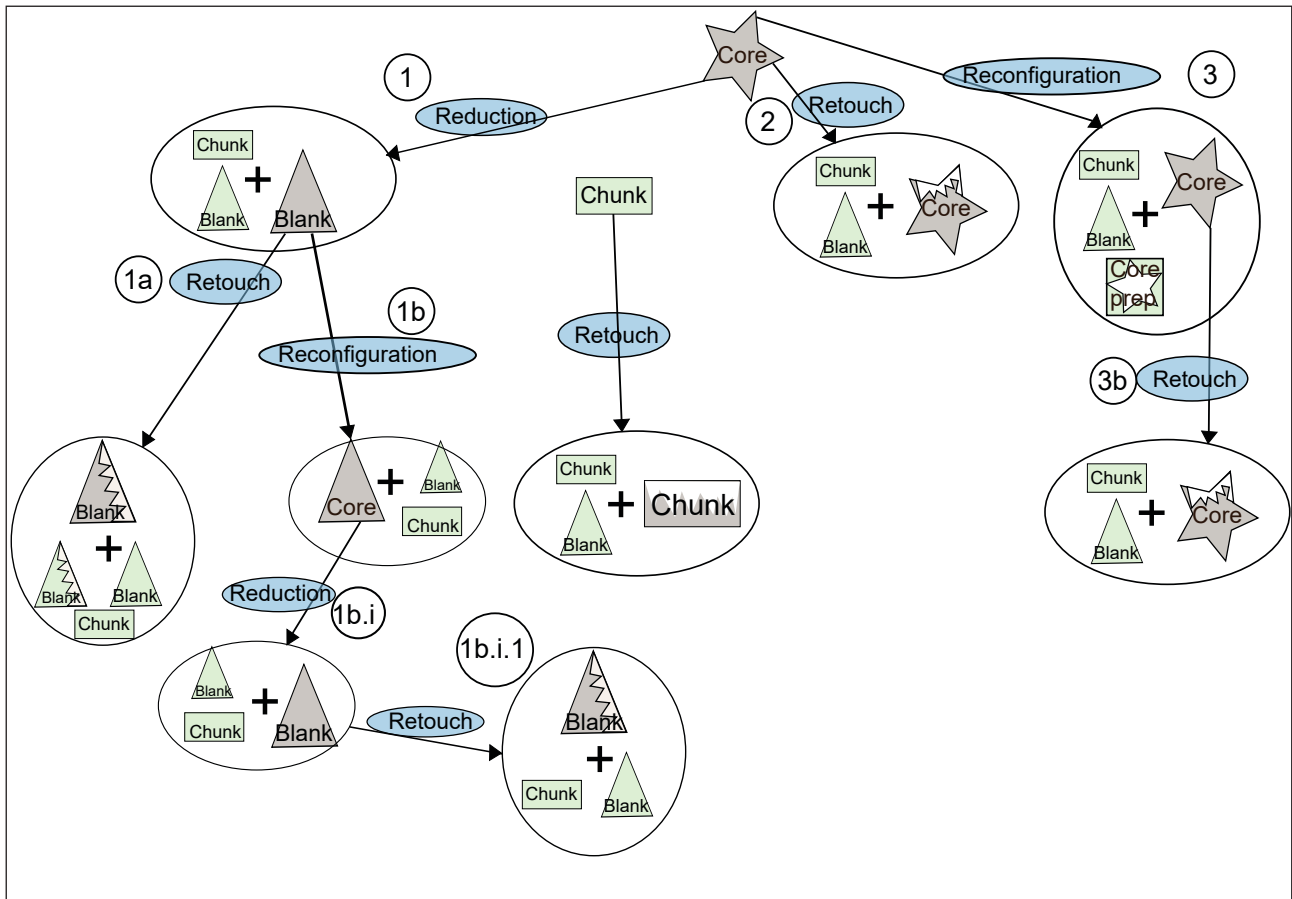 Core
1
Reduction
2
Retouch
Reconfiguration
3
Chunk
+
Blank
Blank
Chunk
Chunk
+
Blank
Core
Chunk
+
Blank
Core
Core
prep
1a
Retouch
1b
Reconfiguration
Retouch
3b
Retouch
Blank
+
Blank
Blank
Chunk
Core
+
Blank
Chunk
Chunk
+
Blank
Chunk
Chunk
+
Blank
Core
Reduction
1b.i
Blank
+
Chunk
Blank
Retouch
1b.i.1
Blank
+
Chunk
Blank